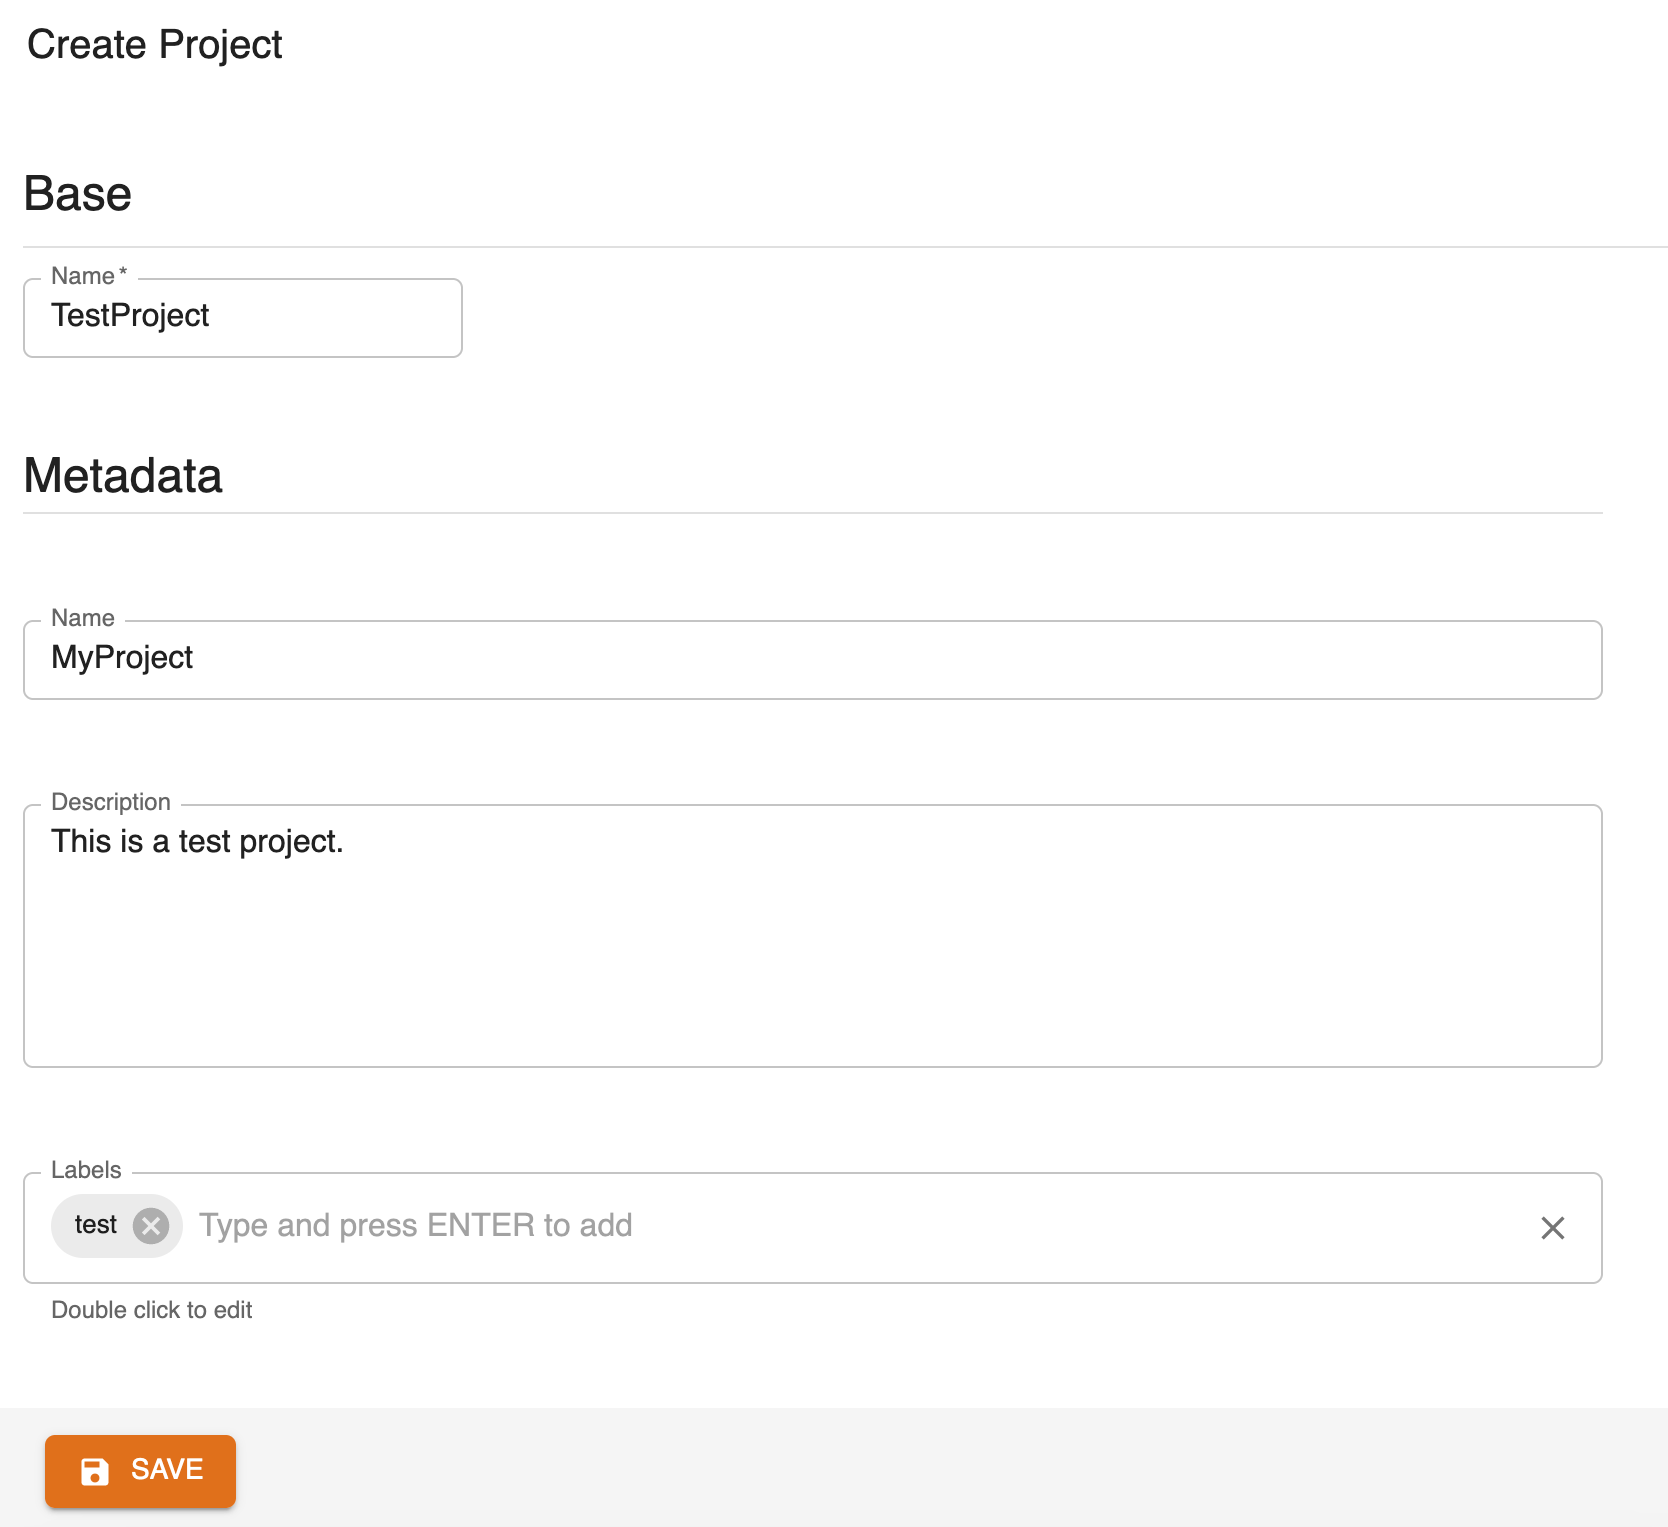 Create Project
Base
Name *
TestProject
Metadata
Name
MyProject
Description
This is a test project.
Labels
test Type and press ENTER to add
Double click to edit
SAVE